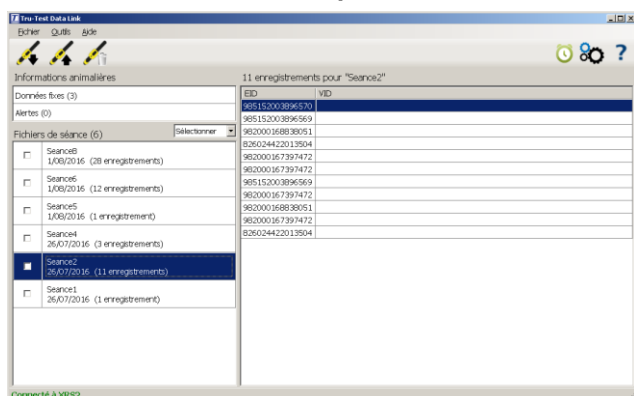 Tru-Test Data Link
Fichier Outils Aide
Informations animalières
Données fixes (3)
Alertes (0)
Fichiers de séance (6) Sélectionner
Seance8
1/08/2016 (28 enregistrements)
Seance6
1/08/2016 (12 enregistrements)
Seance5
1/08/2016 (1 enregistrement)
Seance4
26/07/2016 (3 enregistrements)
Seance2
26/07/2016 (11 enregistrements)
Seance1
26/07/2016 (1 enregistrement)
11 enregistrements pour "Seance2"
EID VID
985152003896570
985152003896569
982000168838051
826024422013504
982000167397472
982000167397472
985152003896569
982000167397472
982000168838051
982000167397472
826024422013504
Connecté à XRS2